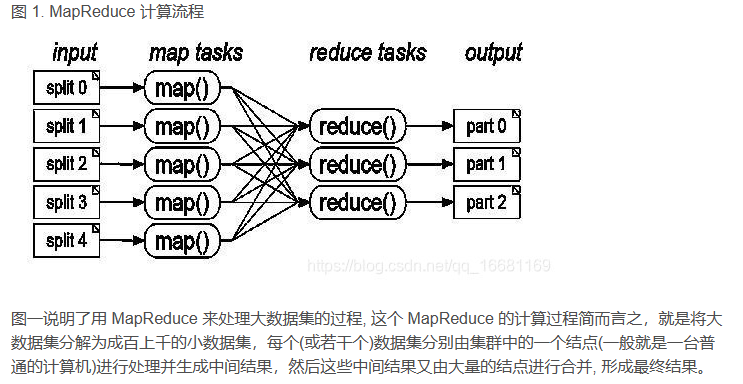 图 1. MapReduce 计算流程
input map tasks reduce tasks output
split 0 map()
split 1 map() reduce() part 0
split 2 map() reduce() part 1
split 3 map() reduce() part 2
split 4 map()
https://blog.csdn.net/qq_16681169
图一说明了用 MapReduce 来处理大数据集的过程, 这个 MapReduce 的计算过程简而言之，就是将大
数据集分解为成百上千的小数据集，每个(或若干个)数据集分别由集群中的一个结点(一般就是一台普
通的计算机)进行处理并生成中间结果，然后这些中间结果又由大量的结点进行合并, 形成最终结果。